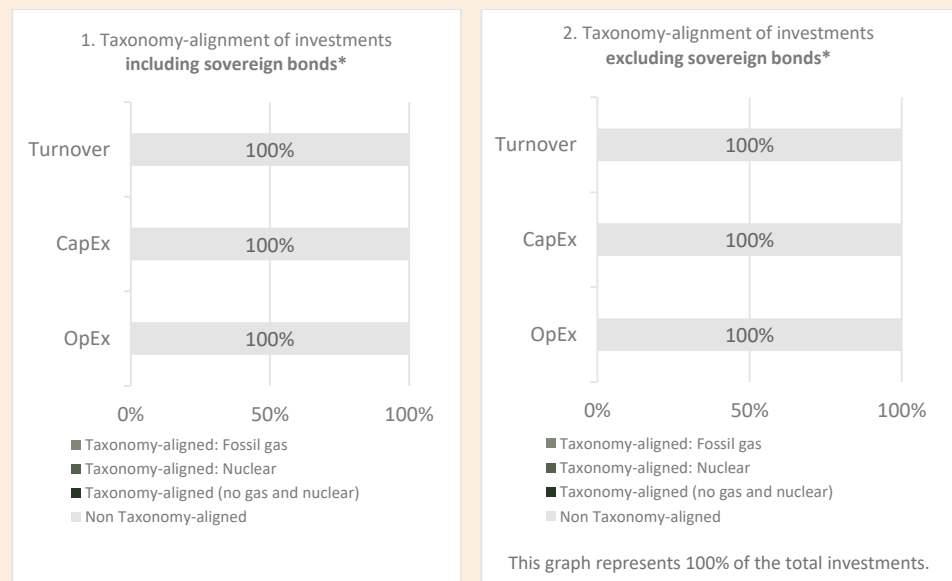 1. Taxonomy-alignment of investments
including sovereign bonds*
Turnover
100%
CapEx
100%
OpEx
100%
0%
50%
100%
Taxonomy-aligned: Fossil gas
Taxonomy-aligned: Nuclear
Taxonomy-aligned (no gas and nuclear)
Non Taxonomy-aligned
2. Taxonomy-alignment of investments
excluding sovereign bonds*
Turnover
100%
CapEx
100%
OpEx
100%
0%
50%
100%
Taxonomy-aligned: Fossil gas
Taxonomy-aligned: Nuclear
Taxonomy-aligned (no gas and nuclear)
Non Taxonomy-aligned
This graph represents 100% of the total investments.